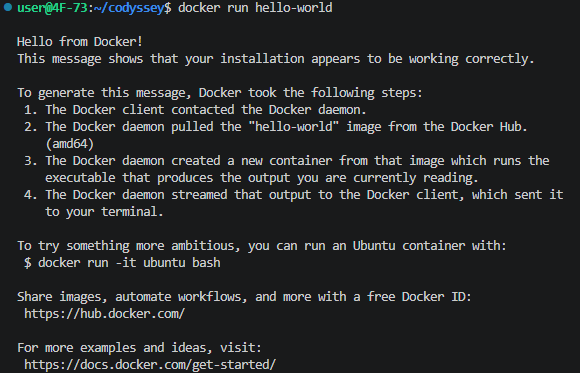 user@4F-73:~/codyssey$ docker run hello-world
Hello from Docker!
This message shows that your installation appears to be working correctly.
To generate this message, Docker took the following steps:
1. The Docker client contacted the Docker daemon.
2. The Docker daemon pulled the "hello-world" image from the Docker Hub.
(amd64)
3. The Docker daemon created a new container from that image which runs the
executable that produces the output you are currently reading.
4. The Docker daemon streamed that output to the Docker client, which sent it
to your terminal.
To try something more ambitious, you can run an Ubuntu container with:
$ docker run -it ubuntu bash
Share images, automate workflows, and more with a free Docker ID:
https://hub.docker.com/
For more examples and ideas, visit:
https://docs.docker.com/get-started/